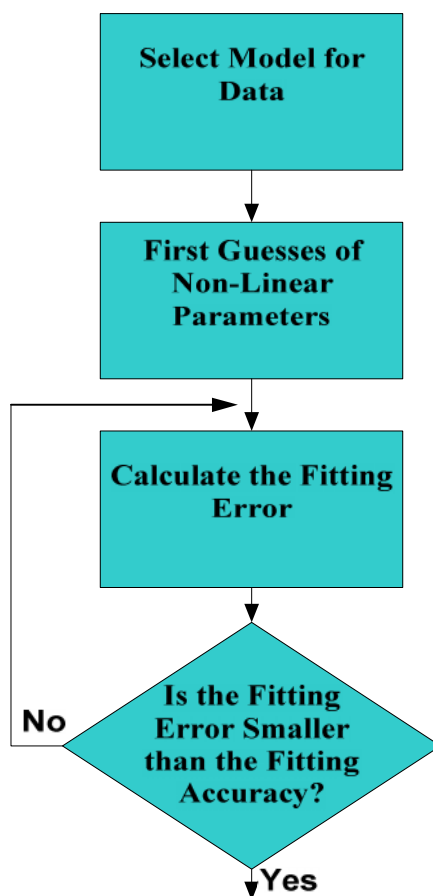 Select Model for
Data
First Guesses of
Non-Linear
Parameters
Calculate the Fitting
Error
Is the Fitting
Error Smaller
than the Fitting
Accuracy?
No
Yes